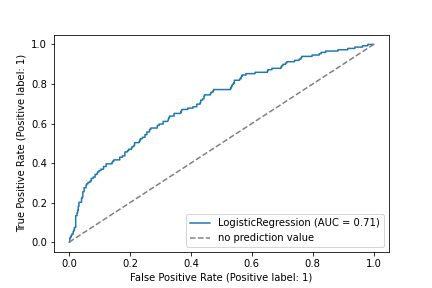 1.0
0.8
0.6
0.4
0.2
0.0
True Positive Rate (Positive label: 1)
LogisticRegression (AUC = 0.71)
no prediction value
0.0 0.2 0.4 0.6 0.8 1.0
False Positive Rate (Positive label: 1)